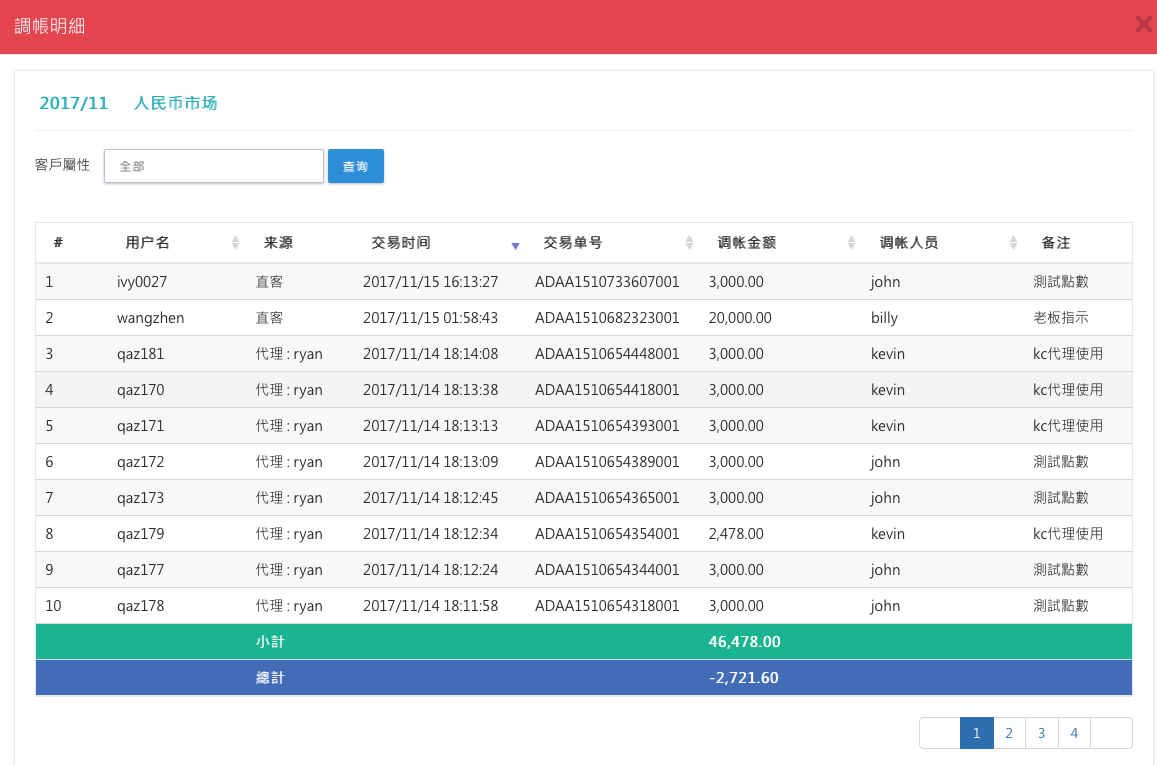 調帳明細
2017/11 人民币市场
客戶屬性 全部 查询
# 用户名 来源 交易时间 交易单号 调帐金额 调帐人员 备注
1 ivy0027 直客 2017/11/15 16:13:27 ADAA1510733607001 3,000.00 john 測試點數
2 wangzhen 直客 2017/11/15 01:58:43 ADAA1510682323001 20,000.00 billy 老板指示
3 qaz181 代理 : ryan 2017/11/14 18:14:08 ADAA1510654448001 3,000.00 kevin kc代理使用
4 qaz170 代理 : ryan 2017/11/14 18:13:38 ADAA1510654418001 3,000.00 kevin kc代理使用
5 qaz171 代理 : ryan 2017/11/14 18:13:13 ADAA1510654393001 3,000.00 kevin kc代理使用
6 qaz172 代理 : ryan 2017/11/14 18:13:09 ADAA1510654389001 3,000.00 john 測試點數
7 qaz173 代理 : ryan 2017/11/14 18:12:45 ADAA1510654365001 3,000.00 john 測試點數
8 qaz179 代理 : ryan 2017/11/14 18:12:34 ADAA1510654354001 2,478.00 kevin kc代理使用
9 qaz177 代理 : ryan 2017/11/14 18:12:24 ADAA1510654344001 3,000.00 john 測試點數
10 qaz178 代理 : ryan 2017/11/14 18:11:58 ADAA1510654318001 3,000.00 john 測試點數
小計 46,478.00
總計 -2,721.60
1 2 3 4